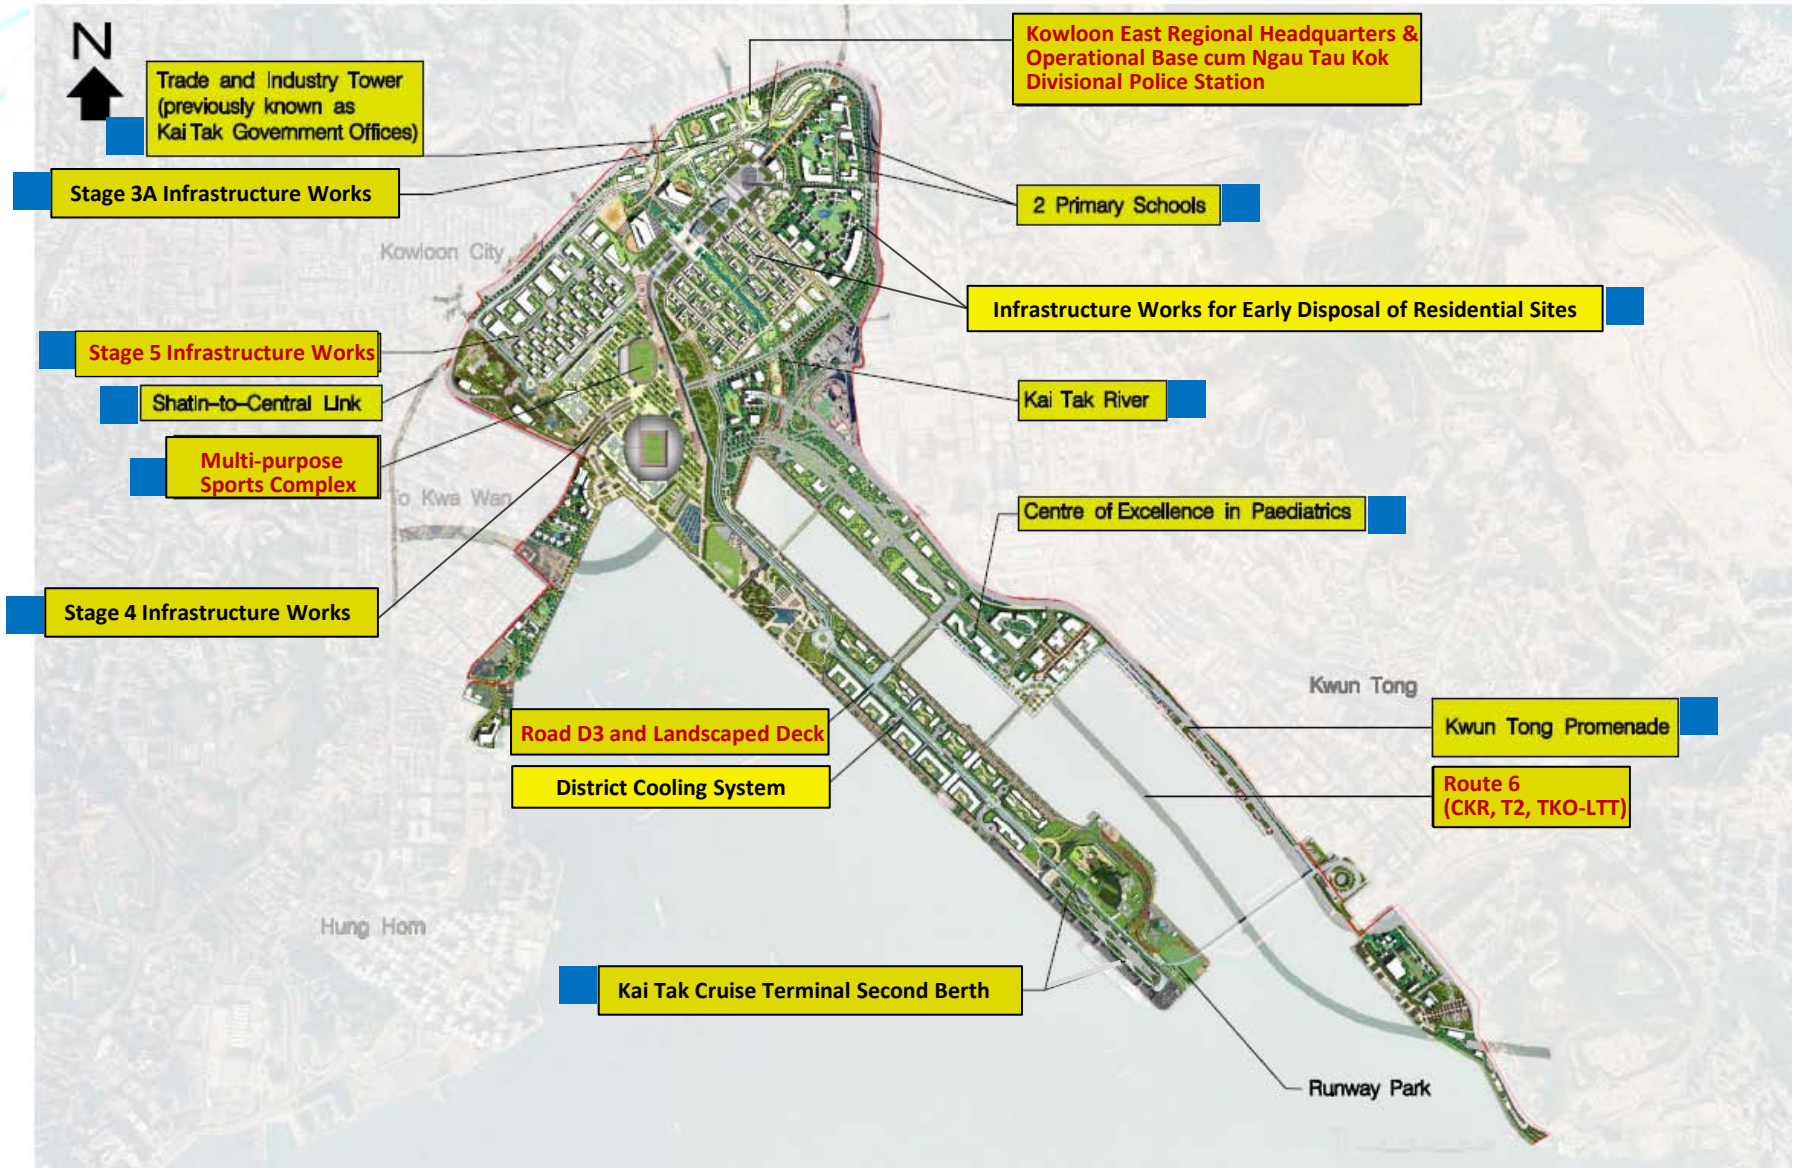 N
Trade and Industry Tower
(previously known as
Kai Tak Government Offices)
Kowloon East Regional Headquarters &
Operational Base cum Ngau Tau Kok
Divisional Police Station
Stage 3A Infrastructure Works
2 Primary Schools
Kowloon City
Infrastructure Works for Early Disposal of Residential Sites
Stage 5 Infrastructure Works
Shatin-to-Central Link
Kai Tak River
Multi-purpose
Sports Complex
To Kwa Wan
Centre of Excellence in Paediatrics
Stage 4 Infrastructure Works
Kwun Tong
Road D3 and Landscaped Deck
Kwun Tong Promenade
District Cooling System
Route 6
(CKR, T2, TKO-LTT)
Hung Hom
Kai Tak Cruise Terminal Second Berth
Runway Park